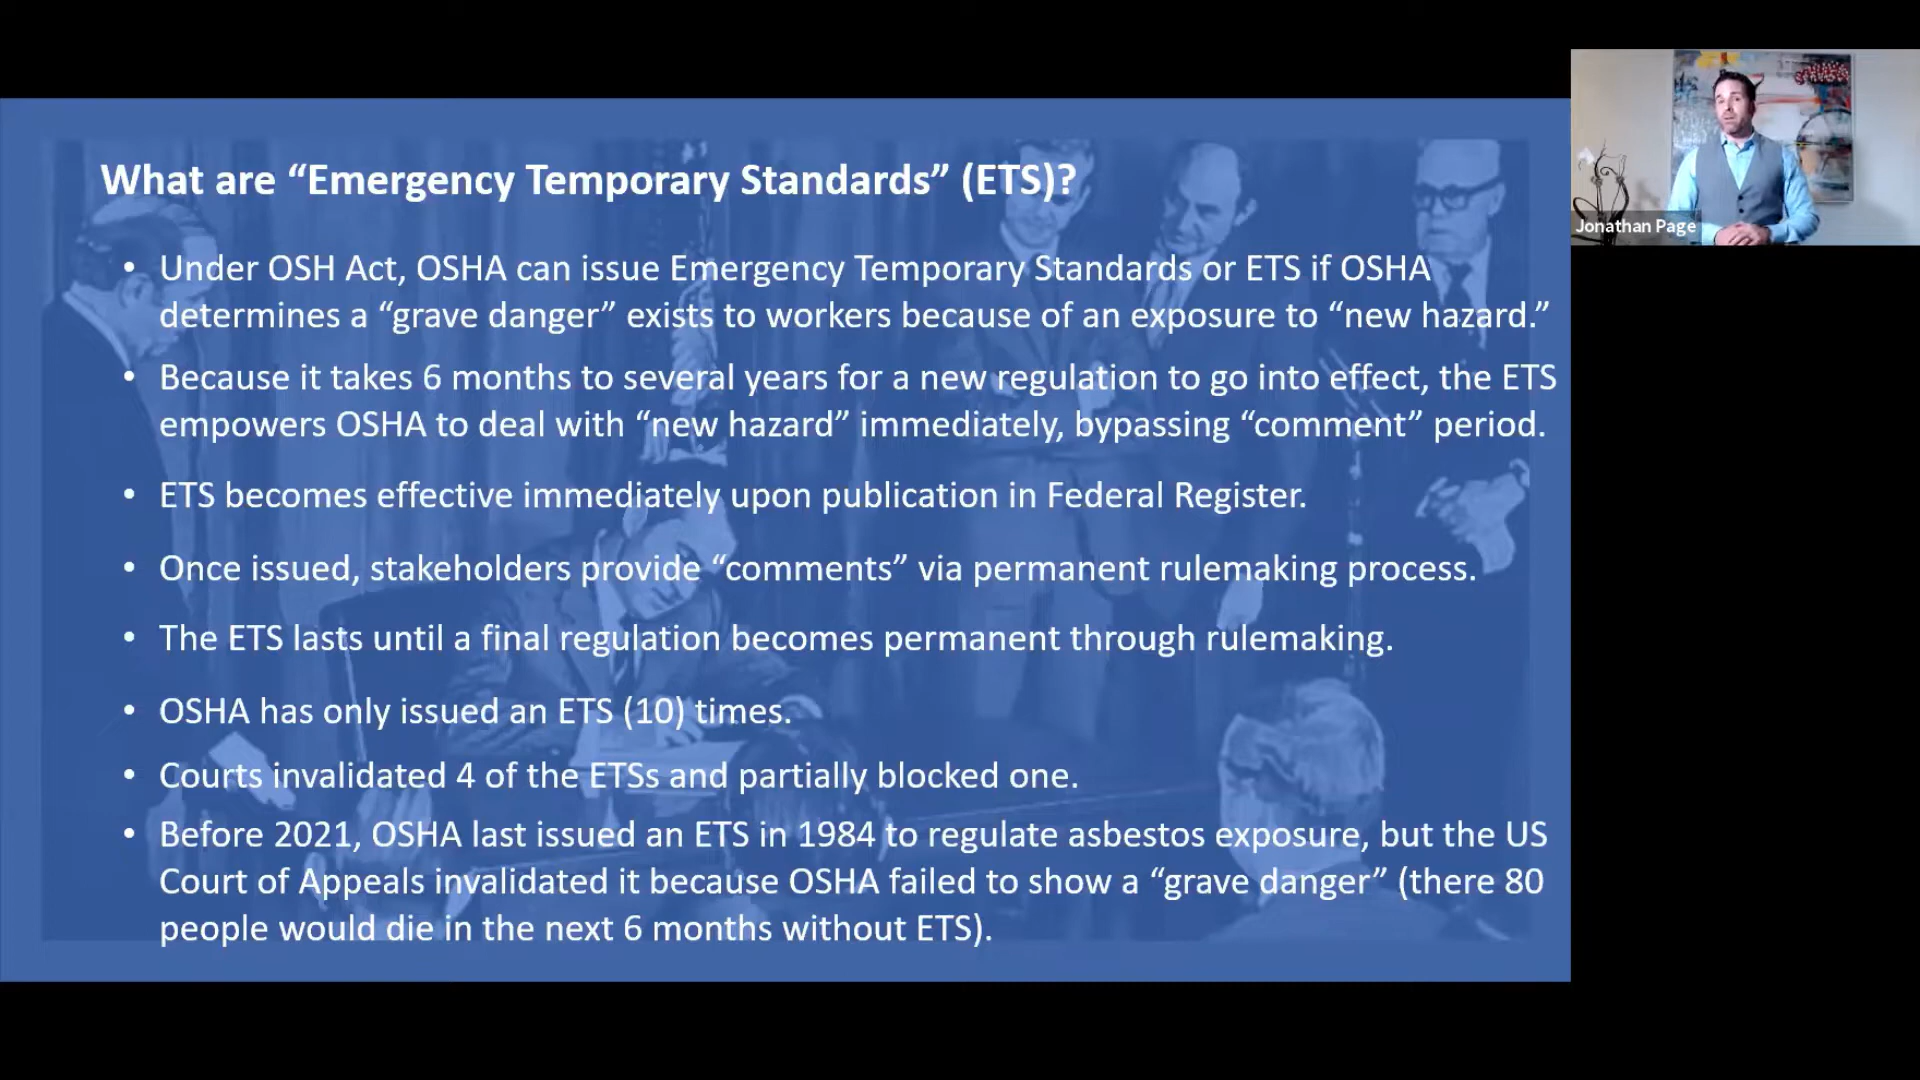 What are “Emergency Temporary Standards” (ETS)?
• Under OSH Act, OSHA can issue Emergency Temporary Standards or ETS if OSHA
determines a “grave danger” exists to workers because of an exposure to “new hazard.”
• Because it takes 6 months to several years for a new regulation to go into effect, the ETS
empowers OSHA to deal with “new hazard” immediately, bypassing “comment” period.
• ETS becomes effective immediately upon publication in Federal Register.
• Once issued, stakeholders provide “comments” via permanent rulemaking process.
• The ETS lasts until a final regulation becomes permanent through rulemaking.
• OSHA has only issued an ETS (10) times.
• Courts invalidated 4 of the ETSs and partially blocked one.
• Before 2021, OSHA last issued an ETS in 1984 to regulate asbestos exposure, but the US
Court of Appeals invalidated it because OSHA failed to show a “grave danger” (there 80
people would die in the next 6 months without ETS).
Jonathan Page